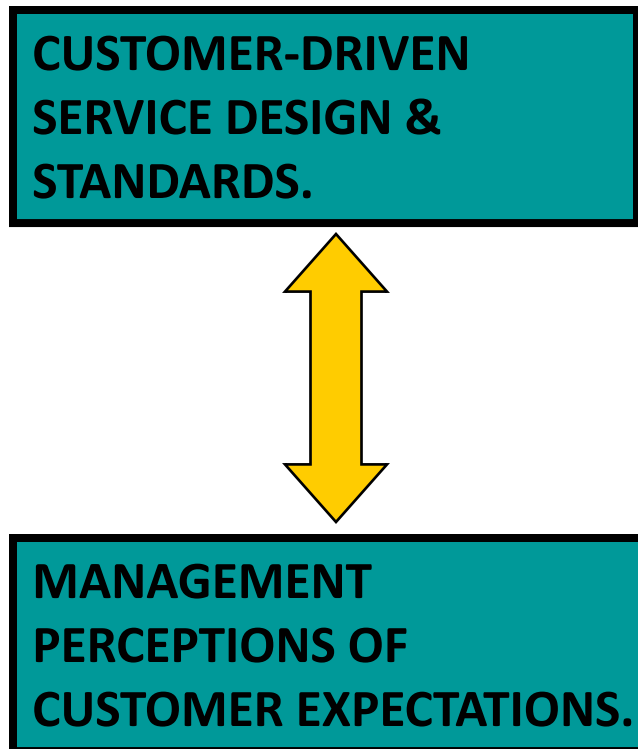 CUSTOMER-DRIVEN
SERVICE DESIGN &
STANDARDS.
MANAGEMENT
PERCEPTIONS OF
CUSTOMER EXPECTATIONS.